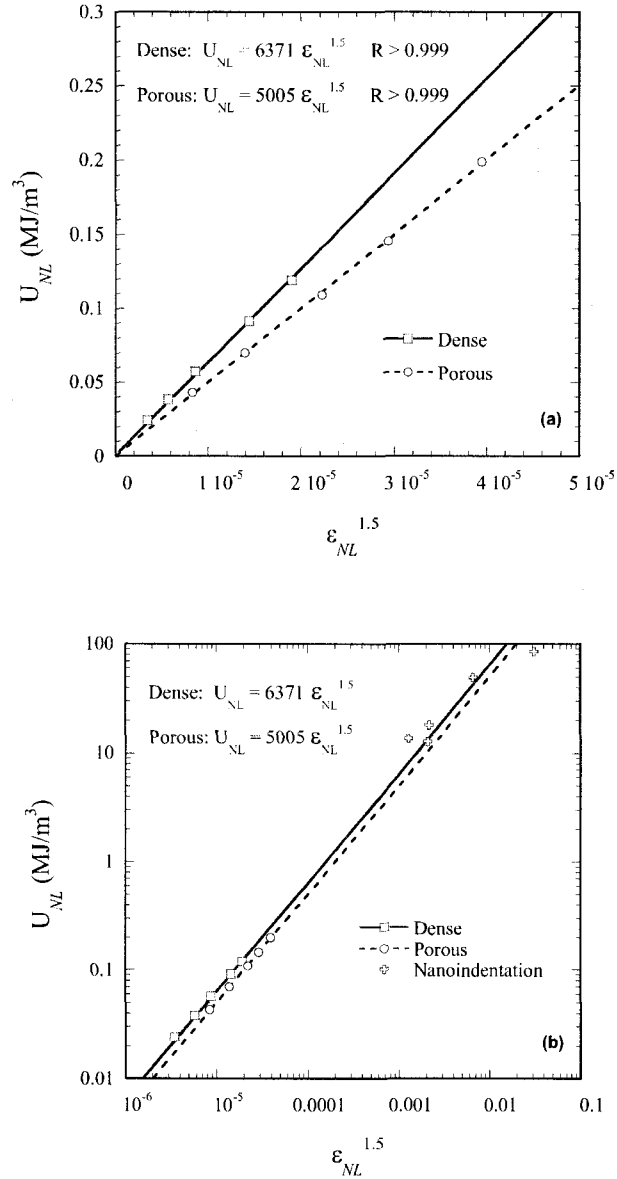 0.3
Dense: U_NL = 6371 ε_NL^1.5 R > 0.999
Porous: U_NL = 5005 ε_NL^1.5 R > 0.999
0.25
0.2
0.15
0.1
0.05
0
U_NL (MJ/m^3)
Dense
Porous
(a)
0 1 10^-5 2 10^-5 3 10^-5 4 10^-5 5 10^-5
ε_NL^1.5
100
Dense: U_NL = 6371 ε_NL^1.5
Porous: U_NL = 5005 ε_NL^1.5
10
1
0.1
0.01
U_NL (MJ/m^3)
Dense
Porous
Nanoindentation
(b)
10^-6 10^-5 0.0001 0.001 0.01 0.1
ε_NL^1.5